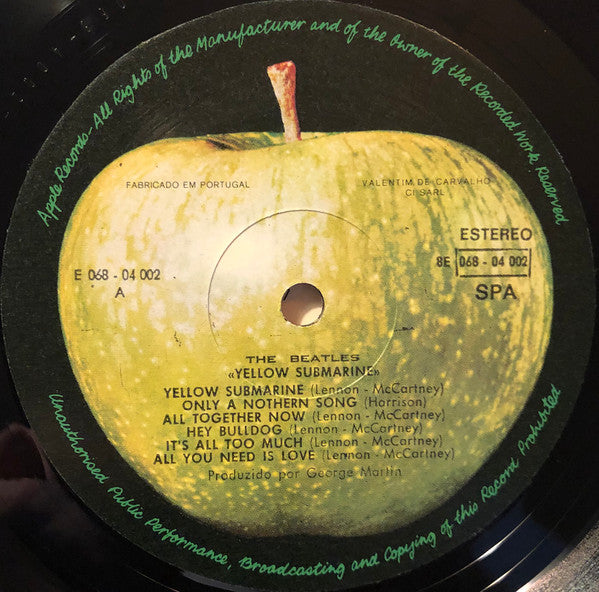 Apple Records-All Rights of the Manufacturer and of the Owner of the Recorded Work Reserved
FABRICADO EM PORTUGAL
VALENTIM DE CARVALHO
CI SARL
ESTEREO
E 068 - 04 002
8E 068 - 04 002
A
SPA
THE BEATLES
«YELLOW SUBMARINE»
YELLOW SUBMARINE (Lennon - McCartney)
ONLY A NOTHERN SONG (Harrison)
ALL TOGETHER NOW (Lennon - McCartney)
HEY BULLDOG (Lennon - McCartney)
IT'S ALL TOO MUCH (Lennon - McCartney)
ALL YOU NEED IS LOVE (Lennon - McCartney)
Produzido por George Martin
Unauthorised Public Performance, Broadcasting and Copying of this Record Prohibited